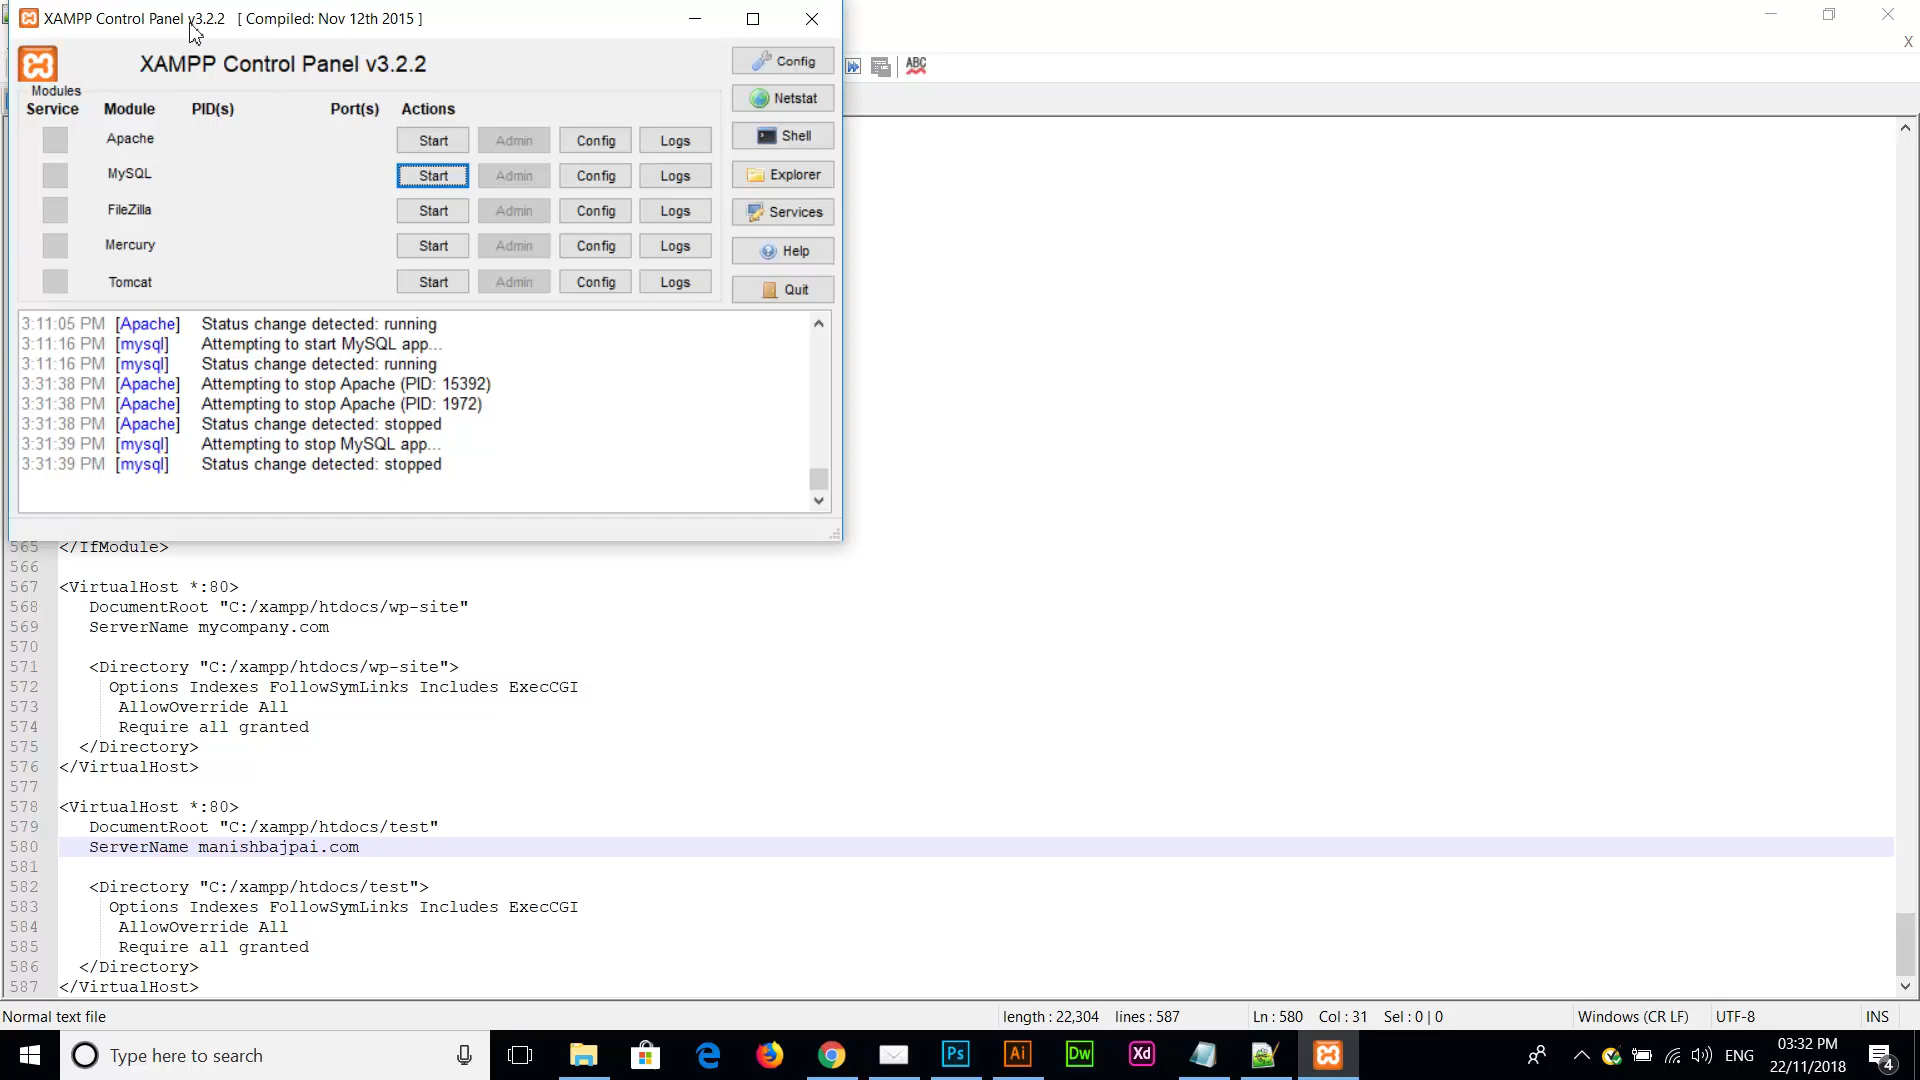 XAMPP Control Panel v3.2.2 [ Compiled: Nov 12th 2015 ]
XAMPP Control Panel v3.2.2
Config
Modules
Service Module PID(s) Port(s) Actions
Netstat
Apache Start Admin Config Logs
Shell
MySQL Start Admin Config Logs
Explorer
FileZilla Start Admin Config Logs
Services
Mercury Start Admin Config Logs
Help
Tomcat Start Admin Config Logs
Quit
ABC
X
3:11:05 PM [Apache] Status change detected: running
3:11:16 PM [mysql] Attempting to start MySQL app...
3:11:16 PM [mysql] Status change detected: running
3:31:38 PM [Apache] Attempting to stop Apache (PID: 15392)
3:31:38 PM [Apache] Attempting to stop Apache (PID: 1972)
3:31:38 PM [Apache] Status change detected: stopped
3:31:39 PM [mysql] Attempting to stop MySQL app...
3:31:39 PM [mysql] Status change detected: stopped
565 </IfModule>
566
567 <VirtualHost *:80>
568 DocumentRoot "C:/xampp/htdocs/wp-site"
569 ServerName mycompany.com
570
571 <Directory "C:/xampp/htdocs/wp-site">
572 Options Indexes FollowSymLinks Includes ExecCGI
573 AllowOverride All
574 Require all granted
575 </Directory>
576 </VirtualHost>
577
578 <VirtualHost *:80>
579 DocumentRoot "C:/xampp/htdocs/test"
580 ServerName manishbajpai.com
581
582 <Directory "C:/xampp/htdocs/test">
583 Options Indexes FollowSymLinks Includes ExecCGI
584 AllowOverride All
585 Require all granted
586 </Directory>
587 </VirtualHost>
Normal text file length : 22,304 lines : 587 Ln : 580 Col : 31 Sel : 0 | 0 Windows (CR LF) UTF-8 INS
Type here to search
Ps Ai Dw Xd
ENG
03:32 PM
22/11/2018
4